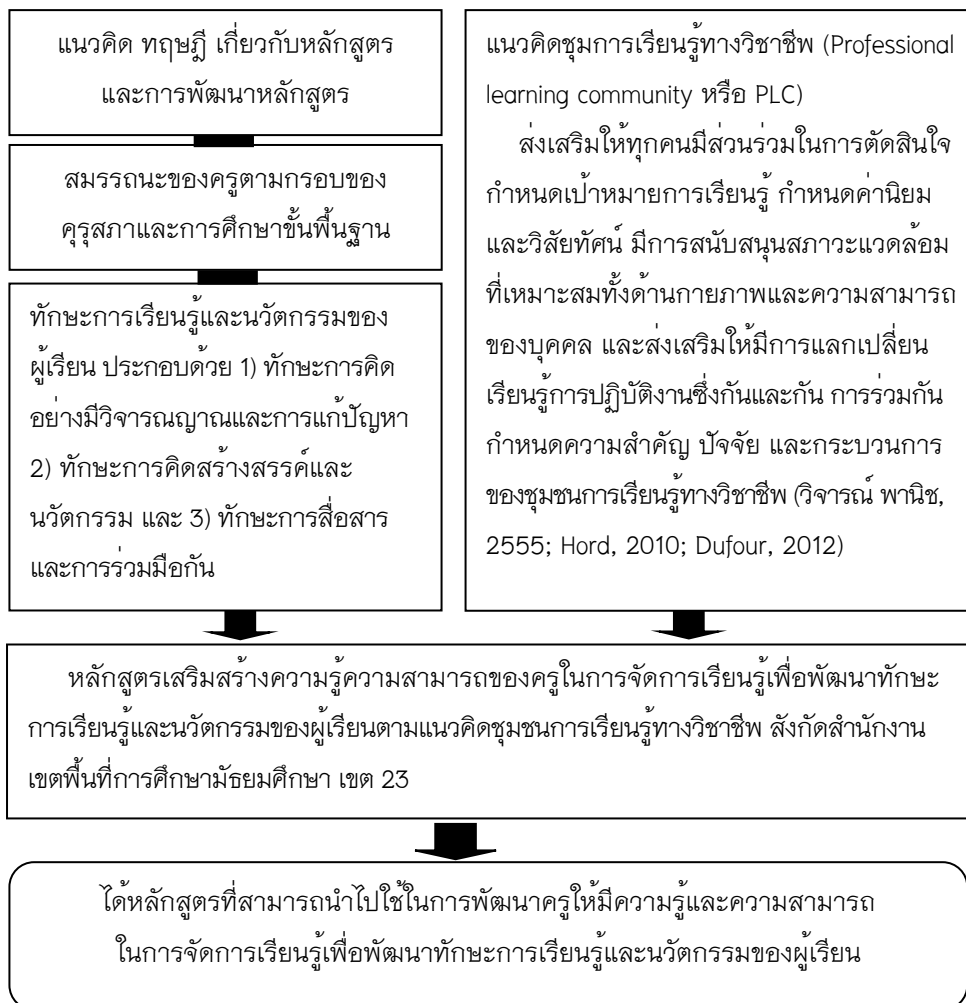 แนวคิด ทฤษฎี เกี่ยวกับหลักสูตร
และการพัฒนาหลักสูตร
สมรรถนะของครูตามกรอบของ
คุรุสภาและการศึกษาขั้นพื้นฐาน
ทักษะการเรียนรู้และนวัตกรรมของ
ผู้เรียน ประกอบด้วย 1) ทักษะการคิด
อย่างมีวิจารณญาณและการแก้ปัญหา
2) ทักษะการคิดสร้างสรรค์และ
นวัตกรรม และ 3) ทักษะการสื่อสาร
และการร่วมมือกัน
แนวคิดชุมการเรียนรู้ทางวิชาชีพ (Professional
learning community หรือ PLC)
ส่งเสริมให้ทุกคนมีส่วนร่วมในการตัดสินใจ
กำหนดเป้าหมายการเรียนรู้ กำหนดค่านิยม
และวิสัยทัศน์ มีการสนับสนุนสภาวะแวดล้อม
ที่เหมาะสมทั้งด้านกายภาพและความสามารถ
ของบุคคล และส่งเสริมให้มีการแลกเปลี่ยน
เรียนรู้การปฏิบัติงานซึ่งกันและกัน การร่วมกัน
กำหนดความสำคัญ ปัจจัย และกระบวนการ
ของชุมชนการเรียนรู้ทางวิชาชีพ (วิจารณ์ พานิช,
2555; Hord, 2010; Dufour, 2012)
หลักสูตรเสริมสร้างความรู้ความสามารถของครูในการจัดการเรียนรู้เพื่อพัฒนาทักษะ
การเรียนรู้และนวัตกรรมของผู้เรียนตามแนวคิดชุมชนการเรียนรู้ทางวิชาชีพ สังกัดสำนักงาน
เขตพื้นที่การศึกษามัธยมศึกษา เขต 23
ได้หลักสูตรที่สามารถนำไปใช้ในการพัฒนาครูให้มีความรู้และความสามารถ
ในการจัดการเรียนรู้เพื่อพัฒนาทักษะการเรียนรู้และนวัตกรรมของผู้เรียน